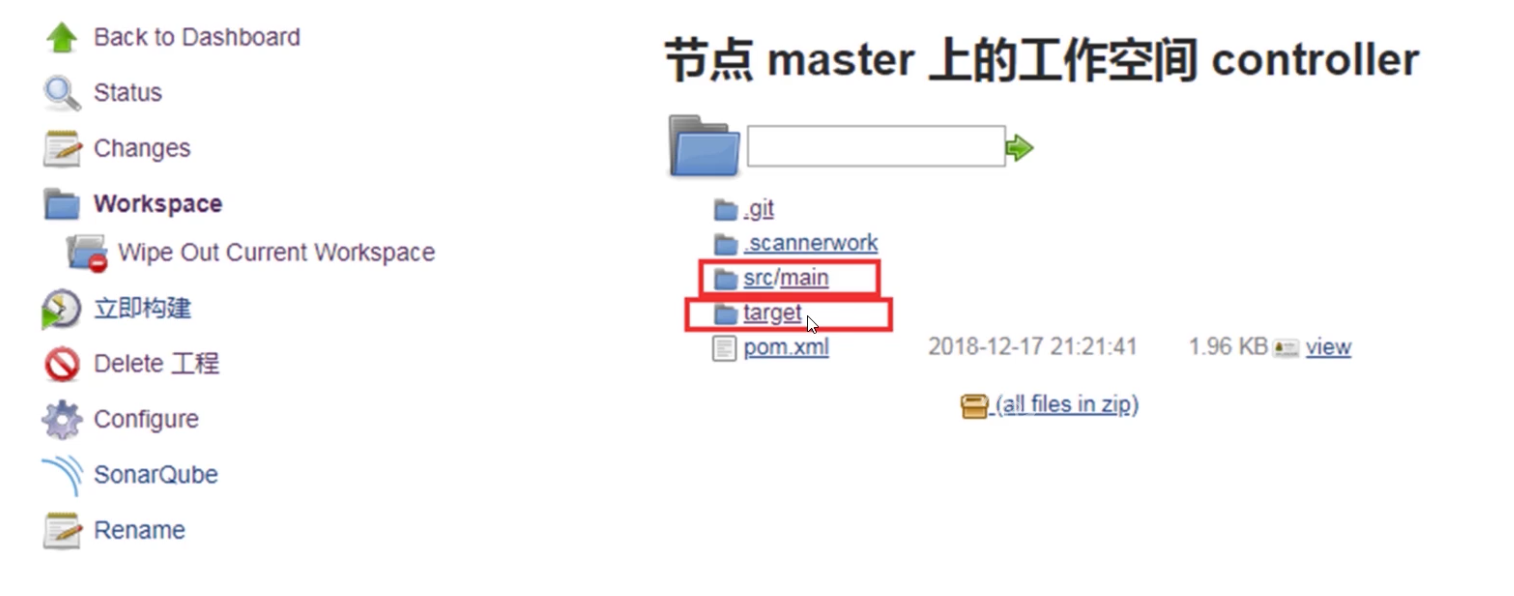 Back to Dashboard
Status
Changes
Workspace
Wipe Out Current Workspace
立即构建
Delete 工程
Configure
SonarQube
Rename
节点 master 上的工作空间 controller
.git
.scannerwork
src/main
target
pom.xml 2018-12-17 21:21:41 1.96 KB view
(all files in zip)